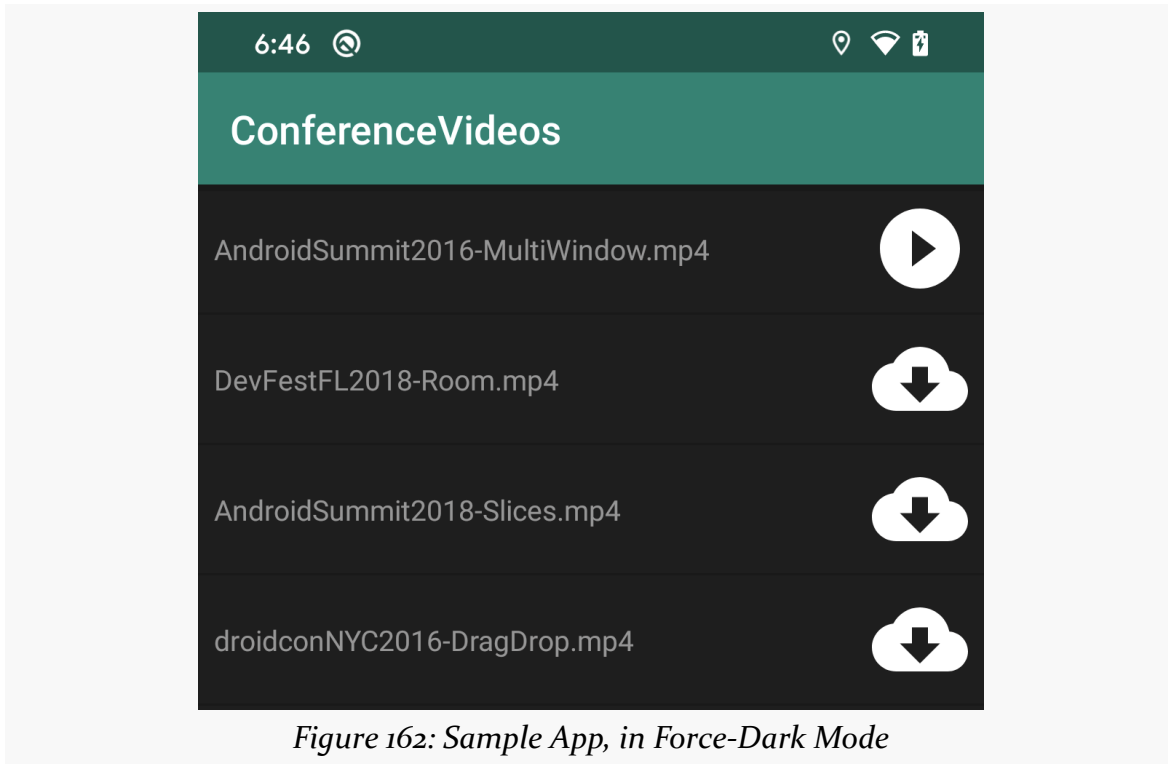 6:46
ConferenceVideos
AndroidSummit2016-MultiWindow.mp4
DevFestFL2018-Room.mp4
AndroidSummit2018-Slices.mp4
droidconNYC2016-DragDrop.mp4
Figure 162: Sample App, in Force-Dark Mode